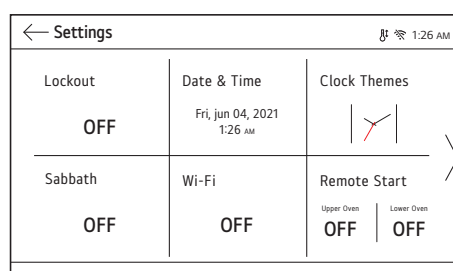 Settings
1:26 AM
Lockout
OFF
Date & Time
Fri, jun 04, 2021
1:26 AM
Clock Themes
Sabbath
OFF
Wi-Fi
OFF
Remote Start
Upper Oven
OFF
Lower Oven
OFF